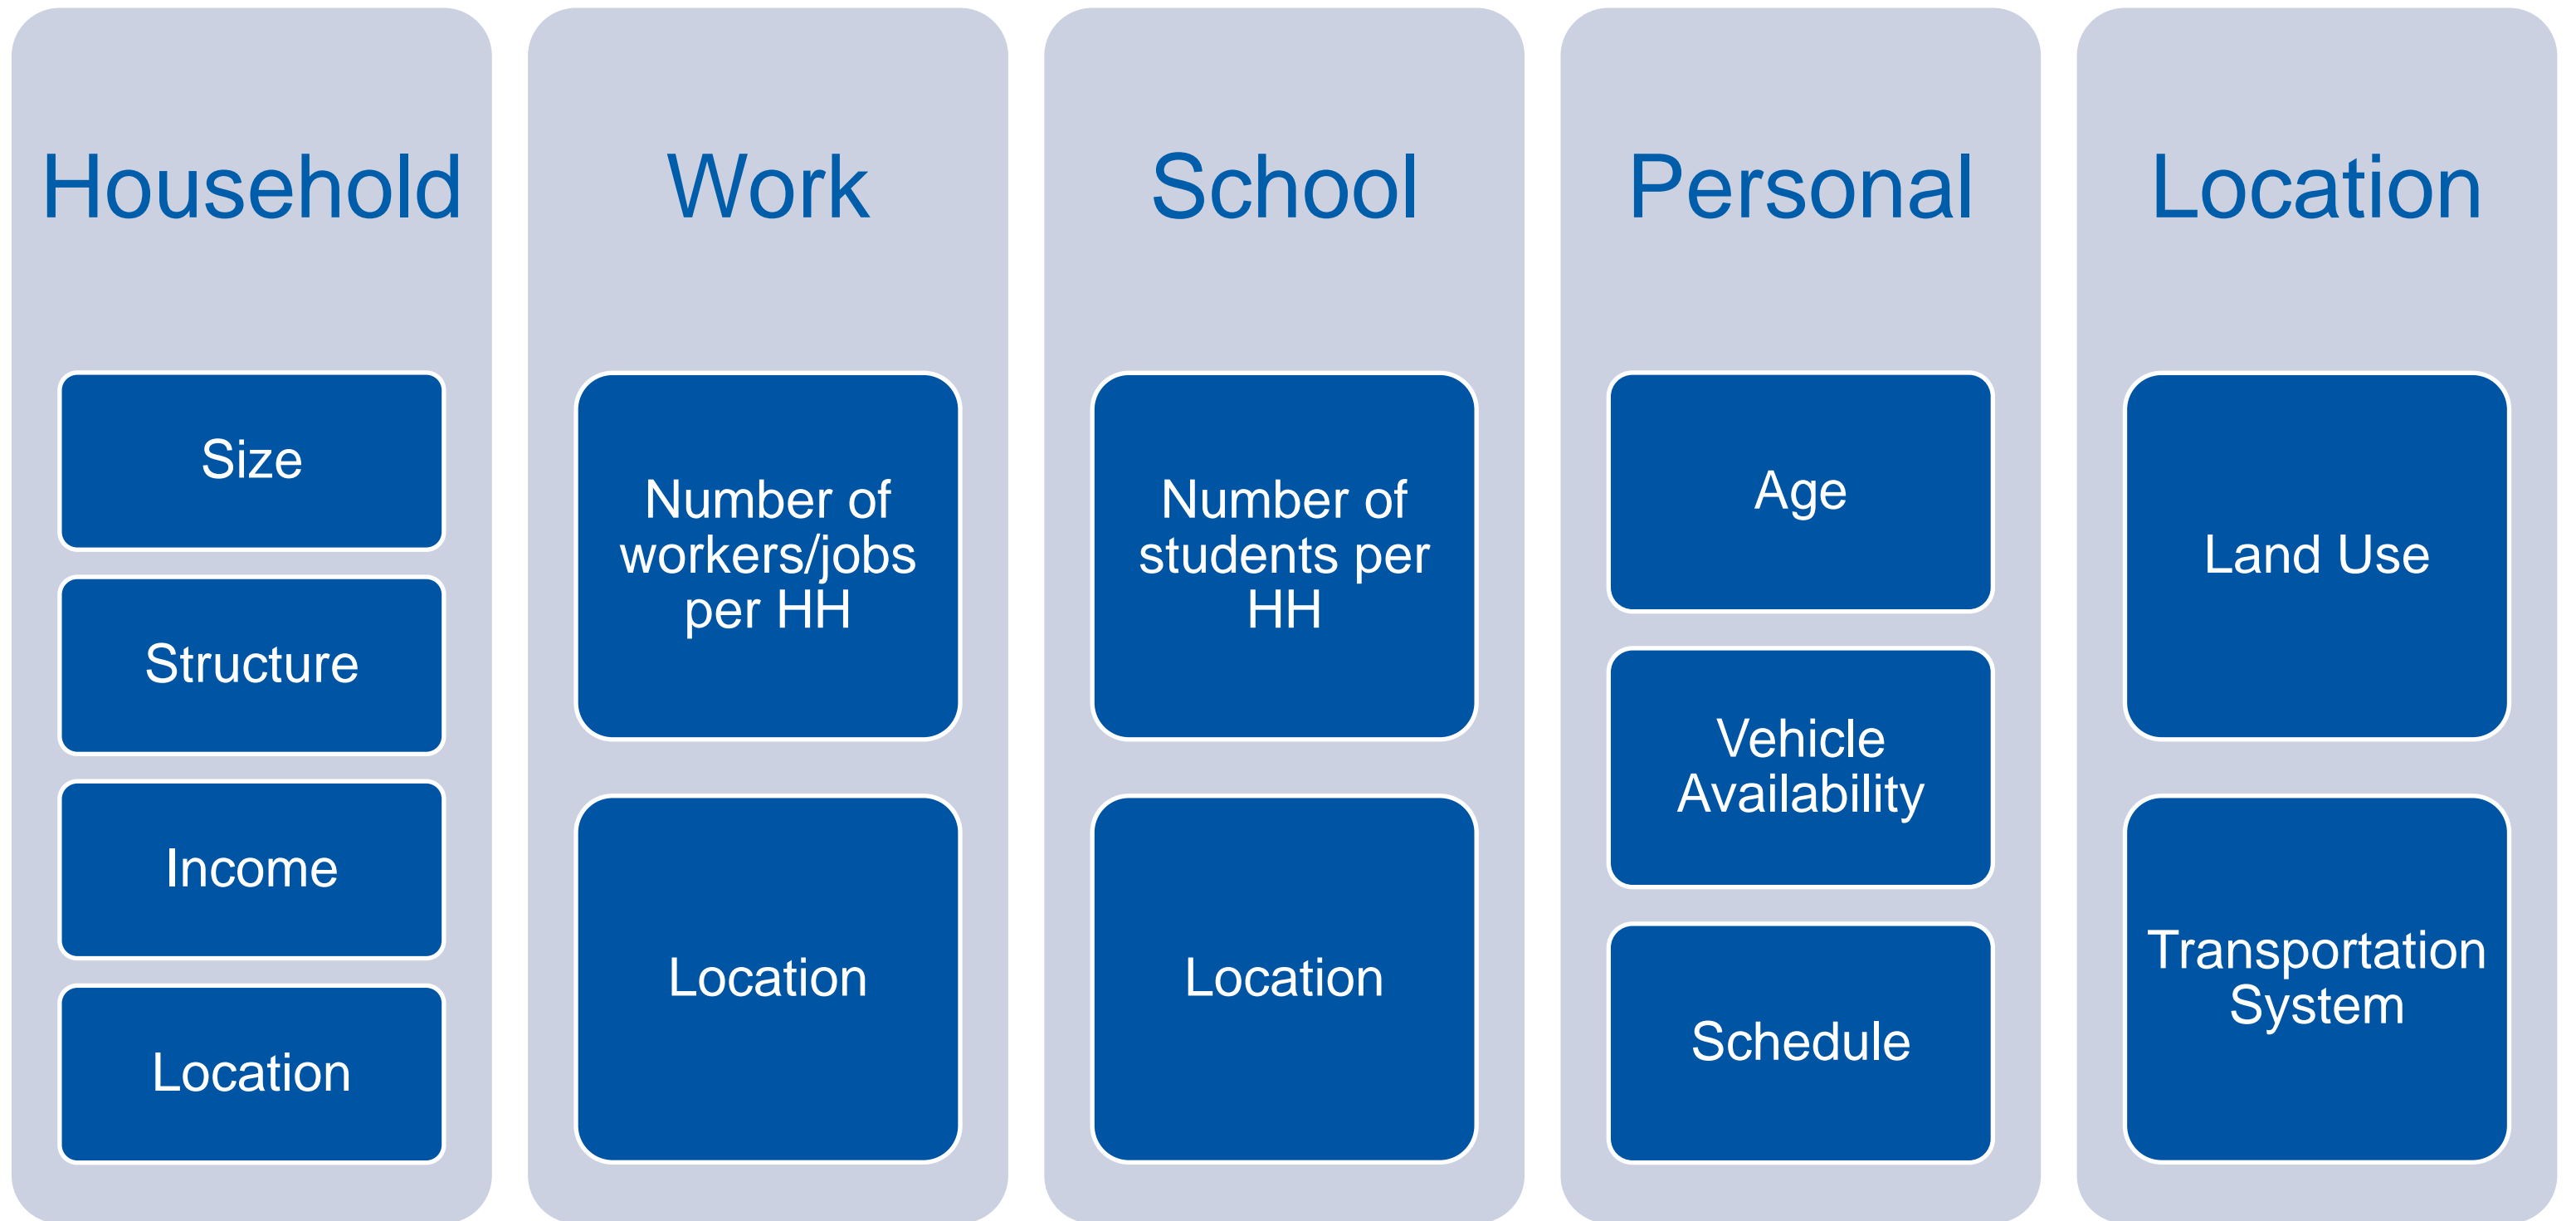 Household
Size
Structure
Income
Location
Work
Number of
workers/jobs
per HH
Location
School
Number of
students per
HH
Location
Personal
Age
Vehicle
Availability
Schedule
Location
Land Use
Transportation
System